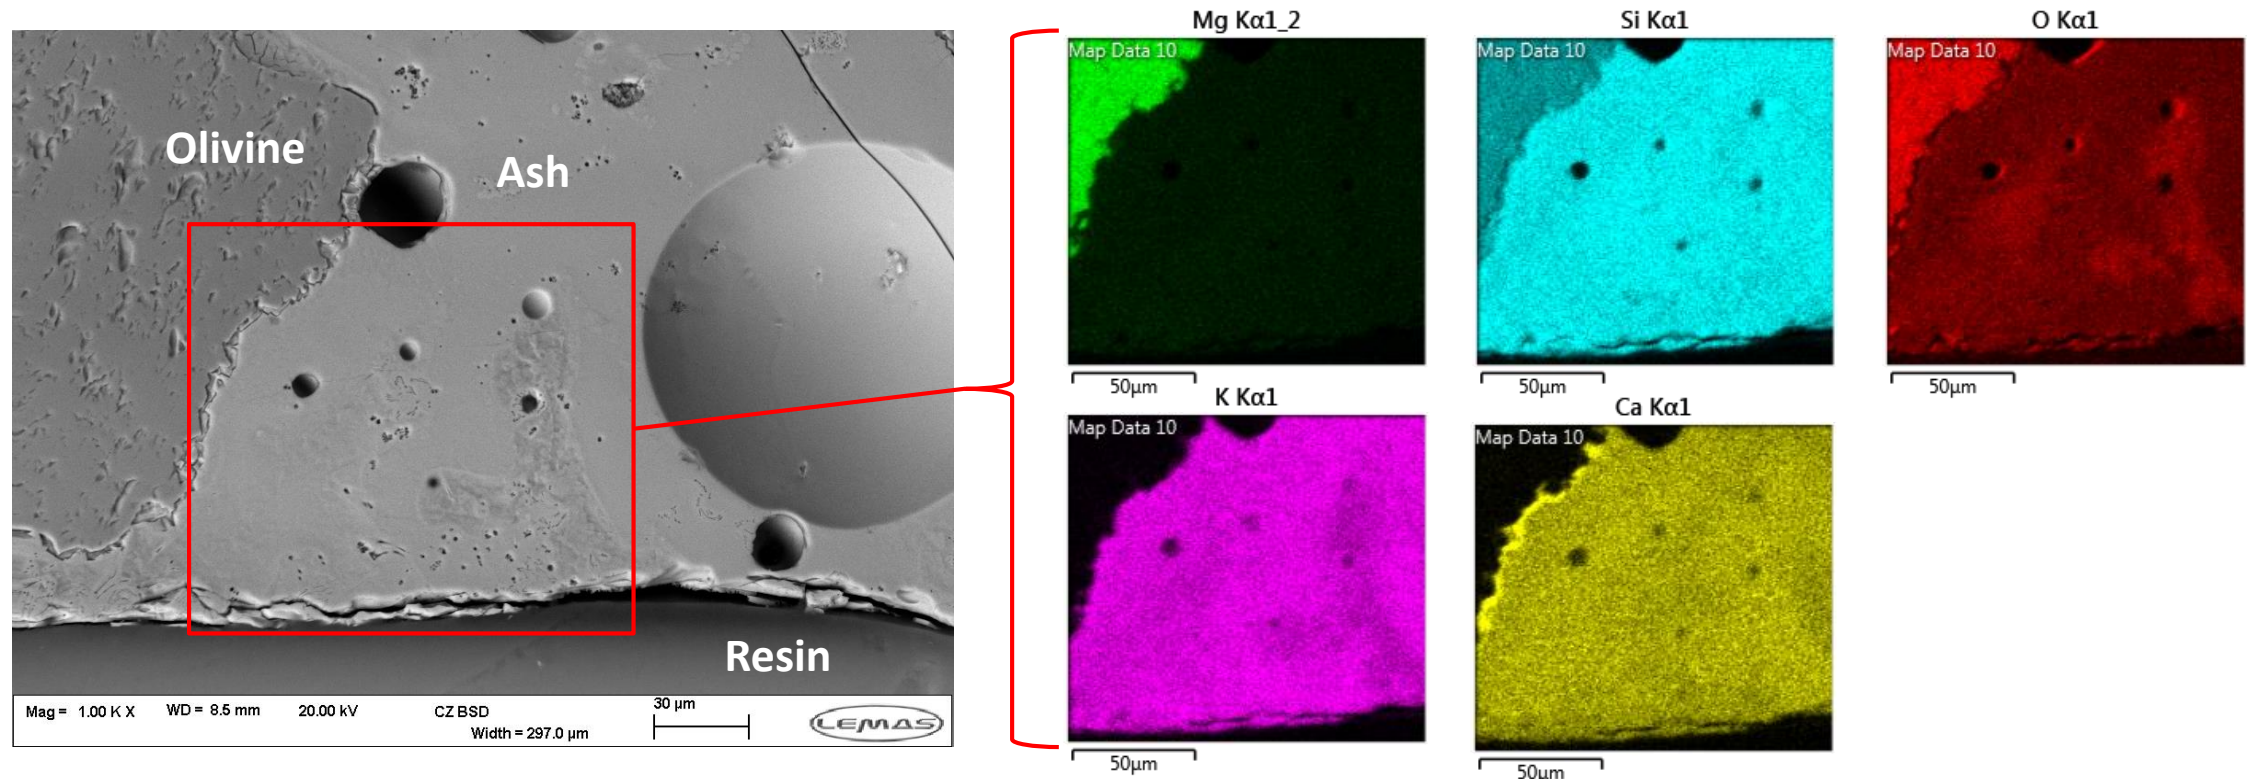 Olivine
Ash
Resin
Mag = 1.00 K X WD = 8.5 mm 20.00 kV CZ BSD 30 µm
Width = 297.0 µm
LEMAS
Mg Kα1_2
Map Data 10
50µm
Si Kα1
Map Data 10
50µm
O Kα1
Map Data 10
50µm
K Kα1
Map Data 10
50µm
Ca Kα1
Map Data 10
50µm